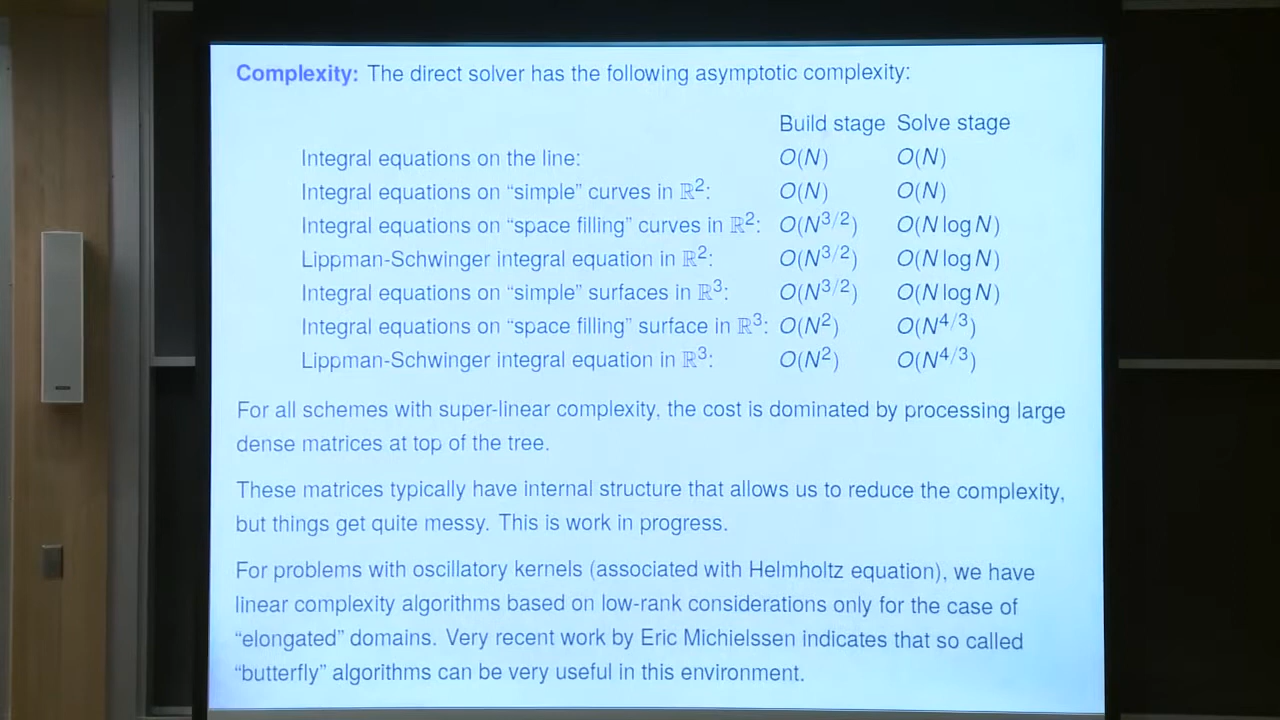 Complexity: The direct solver has the following asymptotic complexity:
Build stage Solve stage
Integral equations on the line: O(N) O(N)
Integral equations on “simple” curves in ℝ²: O(N) O(N)
Integral equations on “space filling” curves in ℝ²: O(N^{3/2}) O(N log N)
Lippman-Schwinger integral equation in ℝ²: O(N^{3/2}) O(N log N)
Integral equations on “simple” surfaces in ℝ³: O(N^{3/2}) O(N log N)
Integral equations on “space filling” surface in ℝ³: O(N²) O(N^{4/3})
Lippman-Schwinger integral equation in ℝ³: O(N²) O(N^{4/3})
For all schemes with super-linear complexity, the cost is dominated by processing large
dense matrices at top of the tree.
These matrices typically have internal structure that allows us to reduce the complexity,
but things get quite messy. This is work in progress.
For problems with oscillatory kernels (associated with Helmholtz equation), we have
linear complexity algorithms based on low-rank considerations only for the case of
“elongated” domains. Very recent work by Eric Michielssen indicates that so called
“butterfly” algorithms can be very useful in this environment.